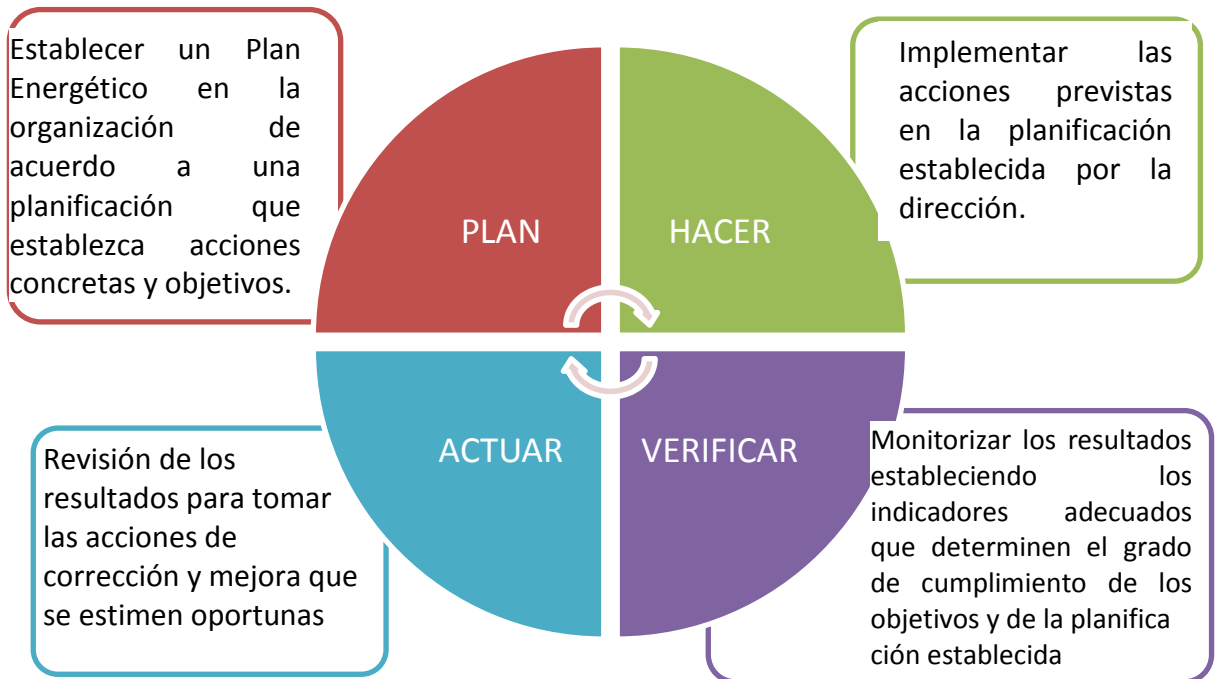 Establecer un Plan
Energético en la
organización de
acuerdo a una
planificación que
establezca acciones
concretas y objetivos.
PLAN
HACER
Implementar las
acciones previstas
en la planificación
establecida por la
dirección.
Revisión de los
resultados para tomar
las acciones de
corrección y mejora que
se estimen oportunas
ACTUAR
VERIFICAR
Monitorizar los resultados
estableciendo los
indicadores adecuados
que determinen el grado
de cumplimiento de los
objetivos y de la planifica
ción establecida